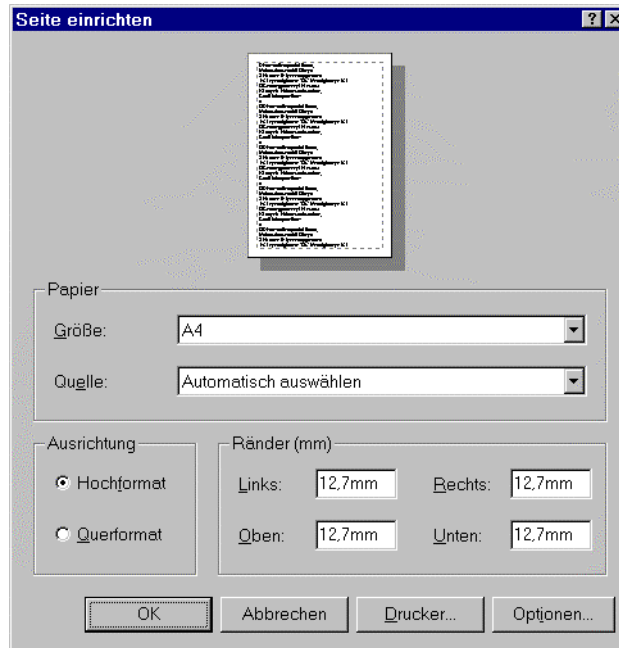 Seite einrichten
Papier
Größe: A4
Quelle: Automatisch auswählen
Ausrichtung
Hochformat
Querformat
Ränder (mm)
Links: 12,7mm Rechts: 12,7mm
Oben: 12,7mm Unten: 12,7mm
OK Abbrechen Drucker... Optionen...